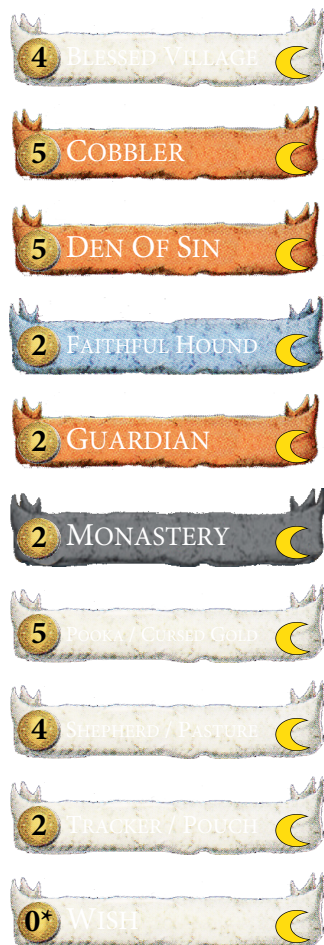 4 BLESSED VILLAGE
5 COBBLER
5 DEN OF SIN
2 FAITHFUL HOUND
2 GUARDIAN
2 MONASTERY
5 POOKA / CURSED GOLD
4 SHEPHERD / PASTURE
2 TRACKER / POUCH
0* WISH